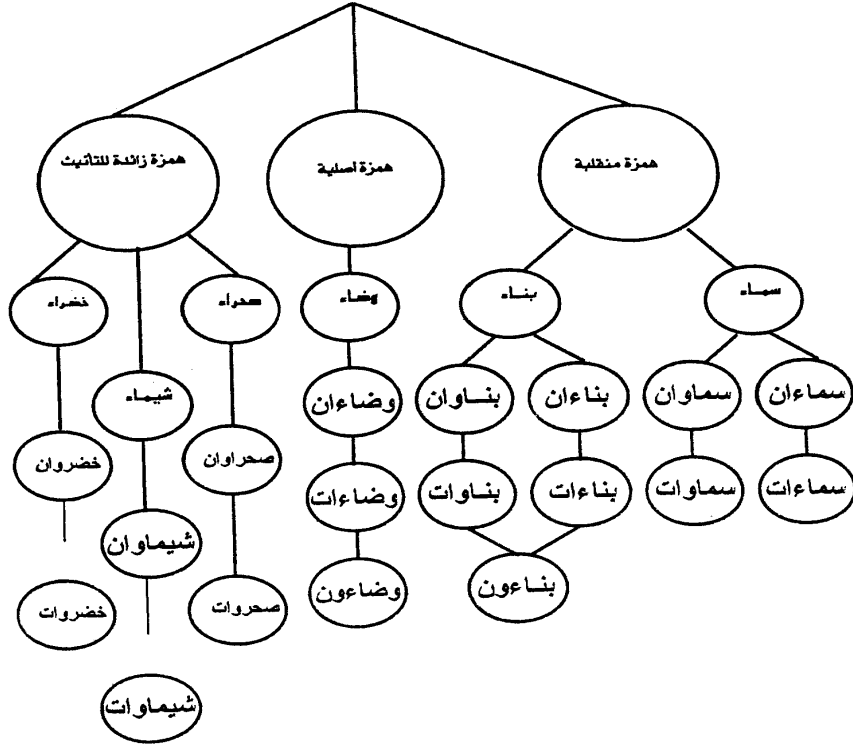 همزة منقلبة
همزة أصلية
همزة زائدة للتأنيث
سماء
بناء
وضاء
صحراء
خضراء
شيماء
سماءان
سماوان
بناءان
بناوان
وضاءان
صحراوان
خضروان
سماءات
سماوات
بناءات
بناوات
وضاءات
شيماوان
بناءون
وضاءون
صحروات
خضروات
شيماوات